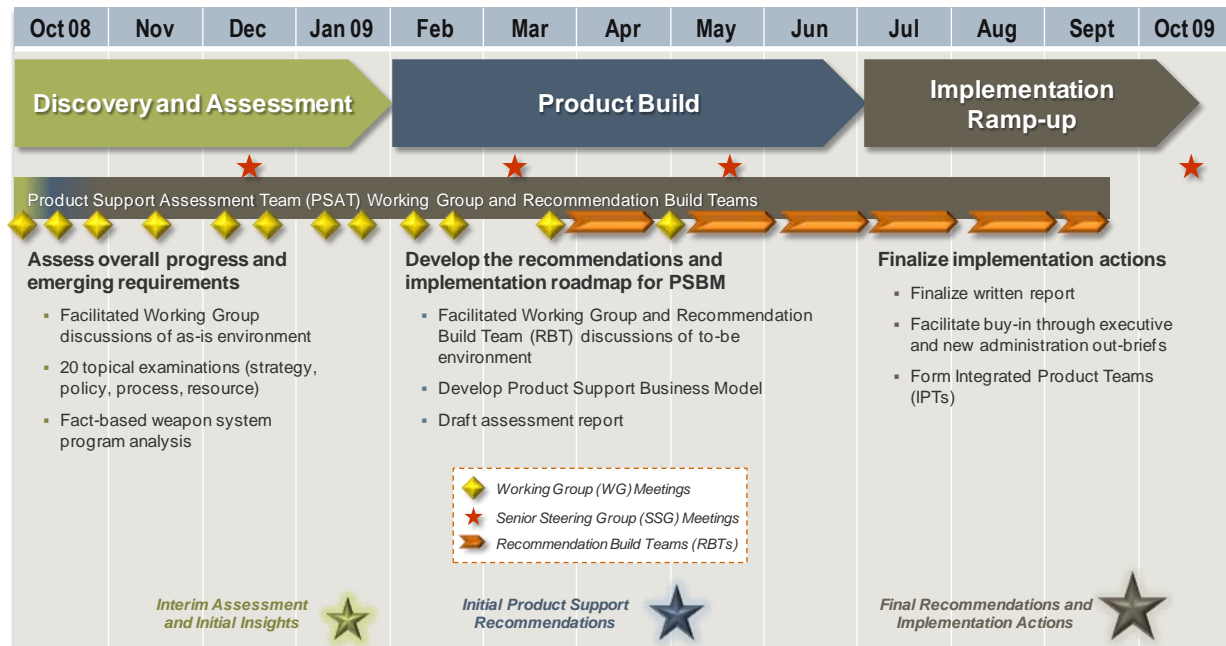 Oct 08 Nov Dec Jan 09 Feb Mar Apr May Jun Jul Aug Sept Oct 09
Discovery and Assessment
Product Build
Implementation
Ramp-up
Product Support Assessment Team (PSAT) Working Group and Recommendation Build Teams
Assess overall progress and
emerging requirements
▪ Facilitated Working Group
discussions of as-is environment
▪ 20 topical examinations (strategy,
policy, process, resource)
▪ Fact-based weapon system
program analysis
Develop the recommendations and
implementation roadmap for PSBM
▪ Facilitated Working Group and Recommendation
Build Team (RBT) discussions of to-be
environment
▪ Develop Product Support Business Model
▪ Draft assessment report
Finalize implementation actions
▪ Finalize written report
▪ Facilitate buy-in through executive
and new administration out-briefs
▪ Form Integrated Product Teams
(IPTs)
Working Group (WG) Meetings
Senior Steering Group (SSG) Meetings
Recommendation Build Teams (RBTs)
Interim Assessment
and Initial Insights
Initial Product Support
Recommendations
Final Recommendations and
Implementation Actions